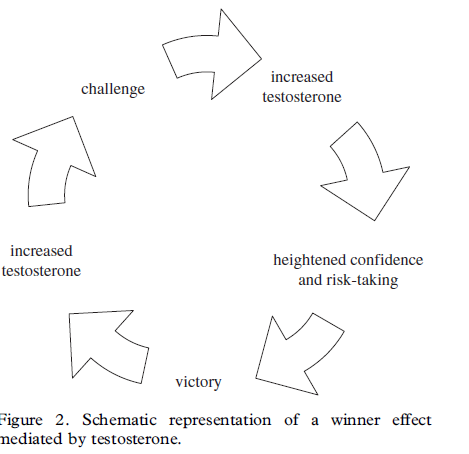 challenge
increased
testosterone
heightened confidence
and risk-taking
victory
increased
testosterone
Figure 2. Schematic representation of a winner effect
mediated by testosterone.